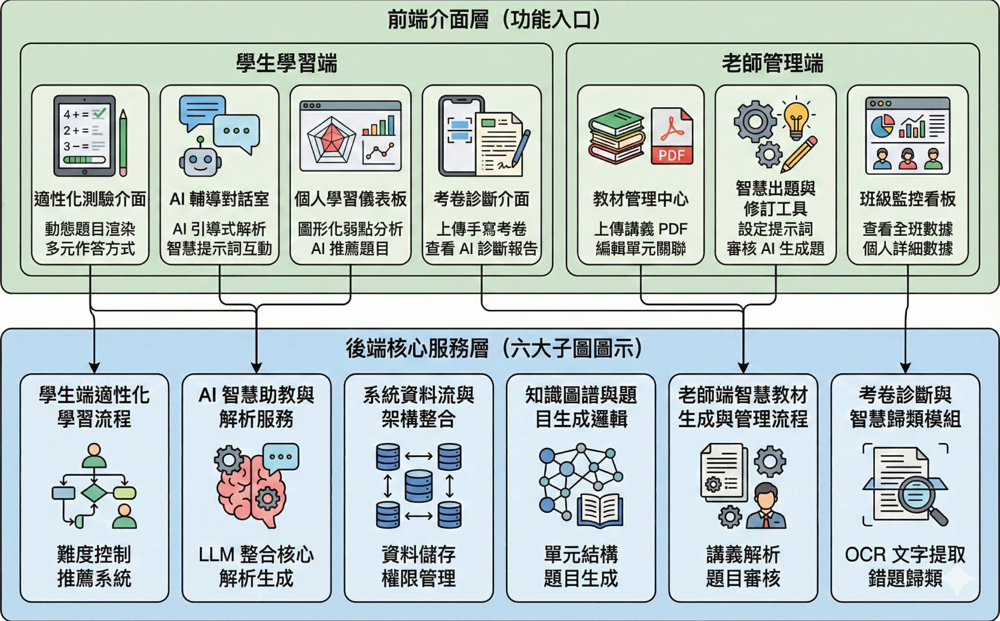 前端介面層（功能入口）
學生學習端
4 + =
2 + =
3 − =
適性化測驗介面
動態題目渲染
多元作答方式
AI 輔導對話室
AI 引導式解析
智慧提示詞互動
個人學習儀表板
圖形化弱點分析
AI 推薦題目
考卷診斷介面
上傳手寫考卷
查看 AI 診斷報告
老師管理端
PDF
教材管理中心
上傳講義 PDF
編輯單元關聯
智慧出題與
修訂工具
設定提示詞
審核 AI 生成題
班級監控看板
查看全班數據
個人詳細數據
後端核心服務層（六大子圖圖示）
學生端適性化
學習流程
難度控制
推薦系統
AI 智慧助教與
解析服務
LLM 整合核心
解析生成
系統資料流與
架構整合
資料儲存
權限管理
知識圖譜與題
目生成邏輯
單元結構
題目生成
老師端智慧教材
生成與管理流程
講義解析
題目審核
考卷診斷與
智慧歸類模組
OCR 文字提取
錯題歸類